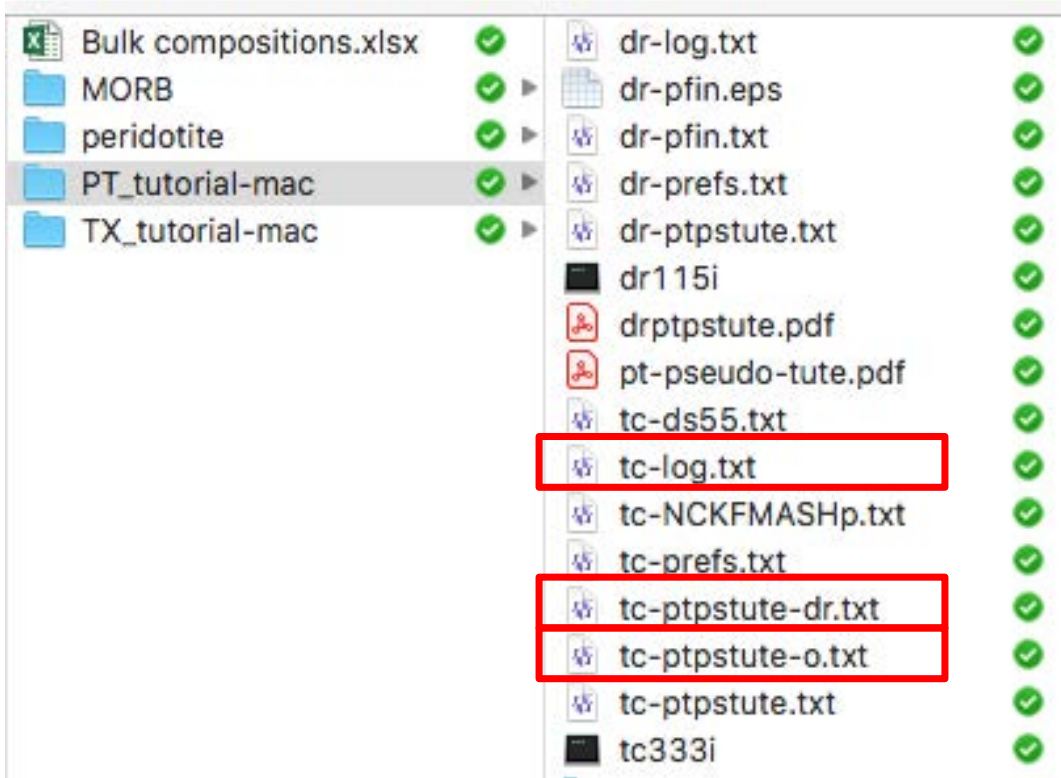 Bulk compositions.xlsx
MORB
peridotite
PT_tutorial-mac
TX_tutorial-mac
dr-log.txt
dr-pfin.eps
dr-pfin.txt
dr-prefs.txt
dr-ptpstute.txt
dr115i
drptpstute.pdf
pt-pseudo-tute.pdf
tc-ds55.txt
tc-log.txt
tc-NCKFMASHp.txt
tc-prefs.txt
tc-ptpstute-dr.txt
tc-ptpstute-o.txt
tc-ptpstute.txt
tc333i